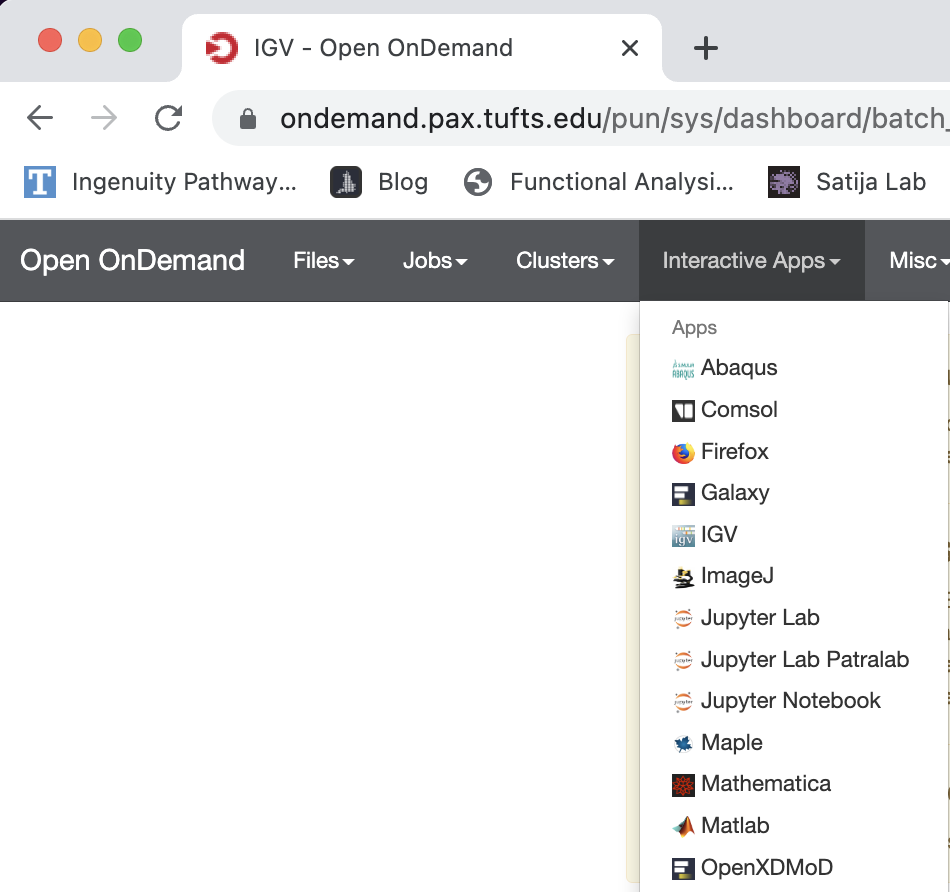 IGV - Open OnDemand
ondemand.pax.tufts.edu/pun/sys/dashboard/batch_
Ingenuity Pathway... Blog Functional Analysi... Satija Lab
Open OnDemand Files Jobs Clusters Interactive Apps Misc
Apps
Abaqus
Comsol
Firefox
Galaxy
IGV
ImageJ
Jupyter Lab
Jupyter Lab Patralab
Jupyter Notebook
Maple
Mathematica
Matlab
OpenXDMoD